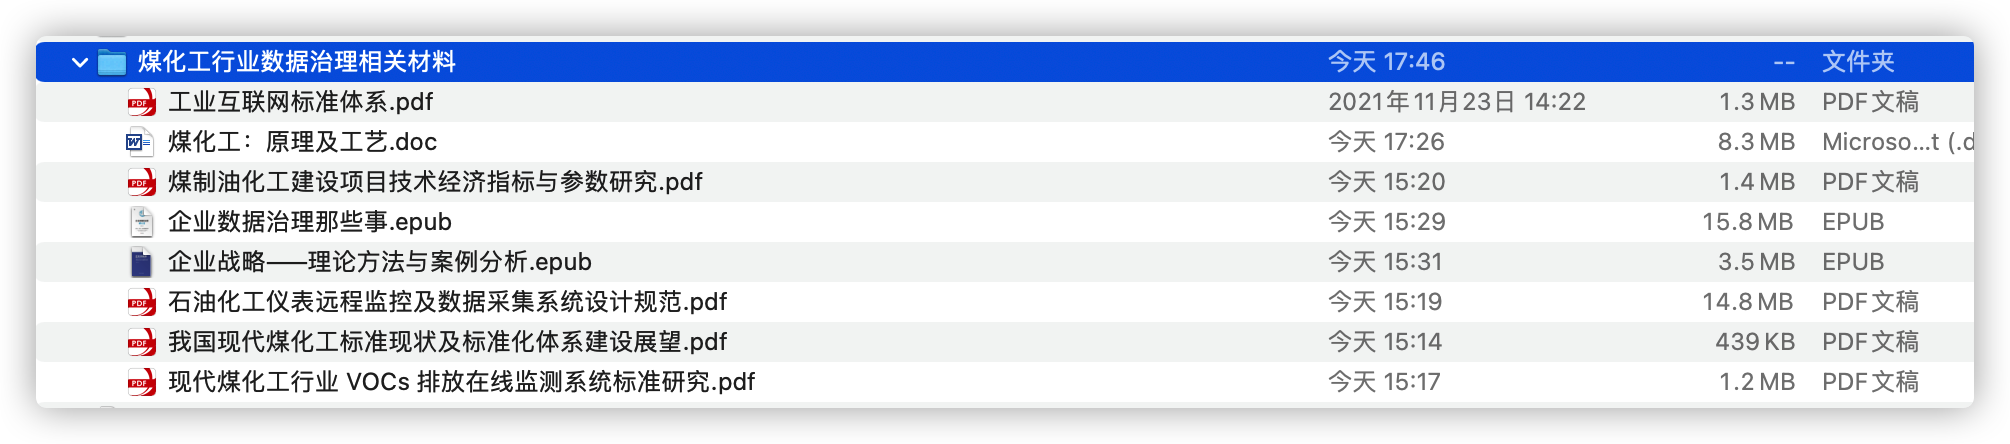 煤化工行业数据治理相关材料 今天 17:46 -- 文件夹
工业互联网标准体系.pdf 2021年11月23日 14:22 1.3 MB PDF文稿
煤化工：原理及工艺.doc 今天 17:26 8.3 MB Microso...t (.d
煤制油化工建设项目技术经济指标与参数研究.pdf 今天 15:20 1.4 MB PDF文稿
企业数据治理那些事.epub 今天 15:29 15.8 MB EPUB
企业战略——理论方法与案例分析.epub 今天 15:31 3.5 MB EPUB
石油化工仪表远程监控及数据采集系统设计规范.pdf 今天 15:19 14.8 MB PDF文稿
我国现代煤化工标准现状及标准化体系建设展望.pdf 今天 15:14 439 KB PDF文稿
现代煤化工行业 VOCs 排放在线监测系统标准研究.pdf 今天 15:17 1.2 MB PDF文稿